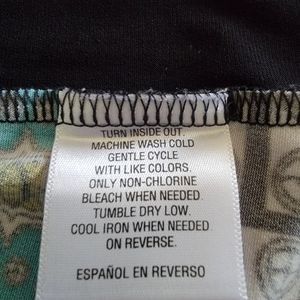 TURN INSIDE OUT.
MACHINE WASH COLD
GENTLE CYCLE
WITH LIKE COLORS.
ONLY NON-CHLORINE
BLEACH WHEN NEEDED.
TUMBLE DRY LOW.
COOL IRON WHEN NEEDED
ON REVERSE.
ESPAÑOL EN REVERSO